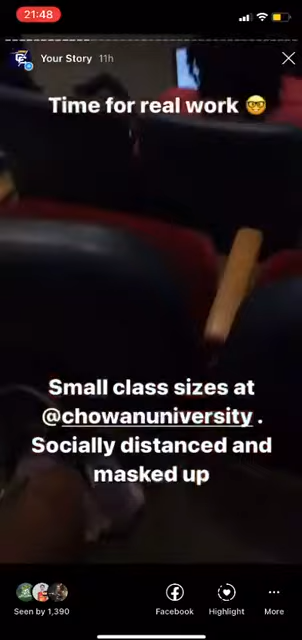 21:48
Your Story 11h
Time for real work 🤓
Small class sizes at
@chowanuniversity .
Socially distanced and
masked up
Seen by 1,390
Facebook
Highlight
More